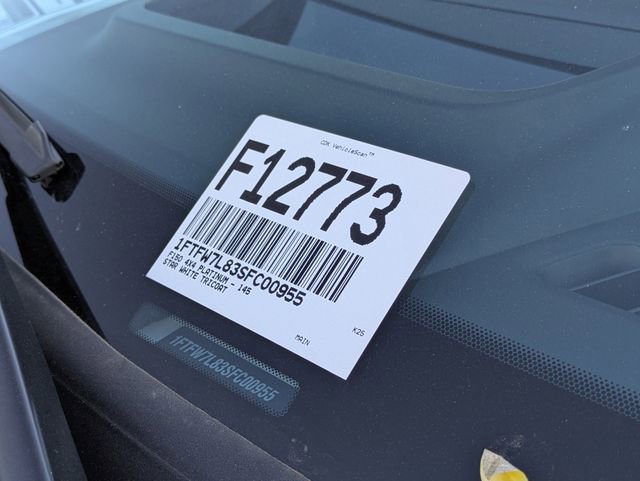 CDK VehicleScan™
F12773
1FTFW7L83SFC00955
F150 4X4 PLATINUM - 145
STAR WHITE TRICOAT
K25
MAIN
1FTFW7L83SFC00955